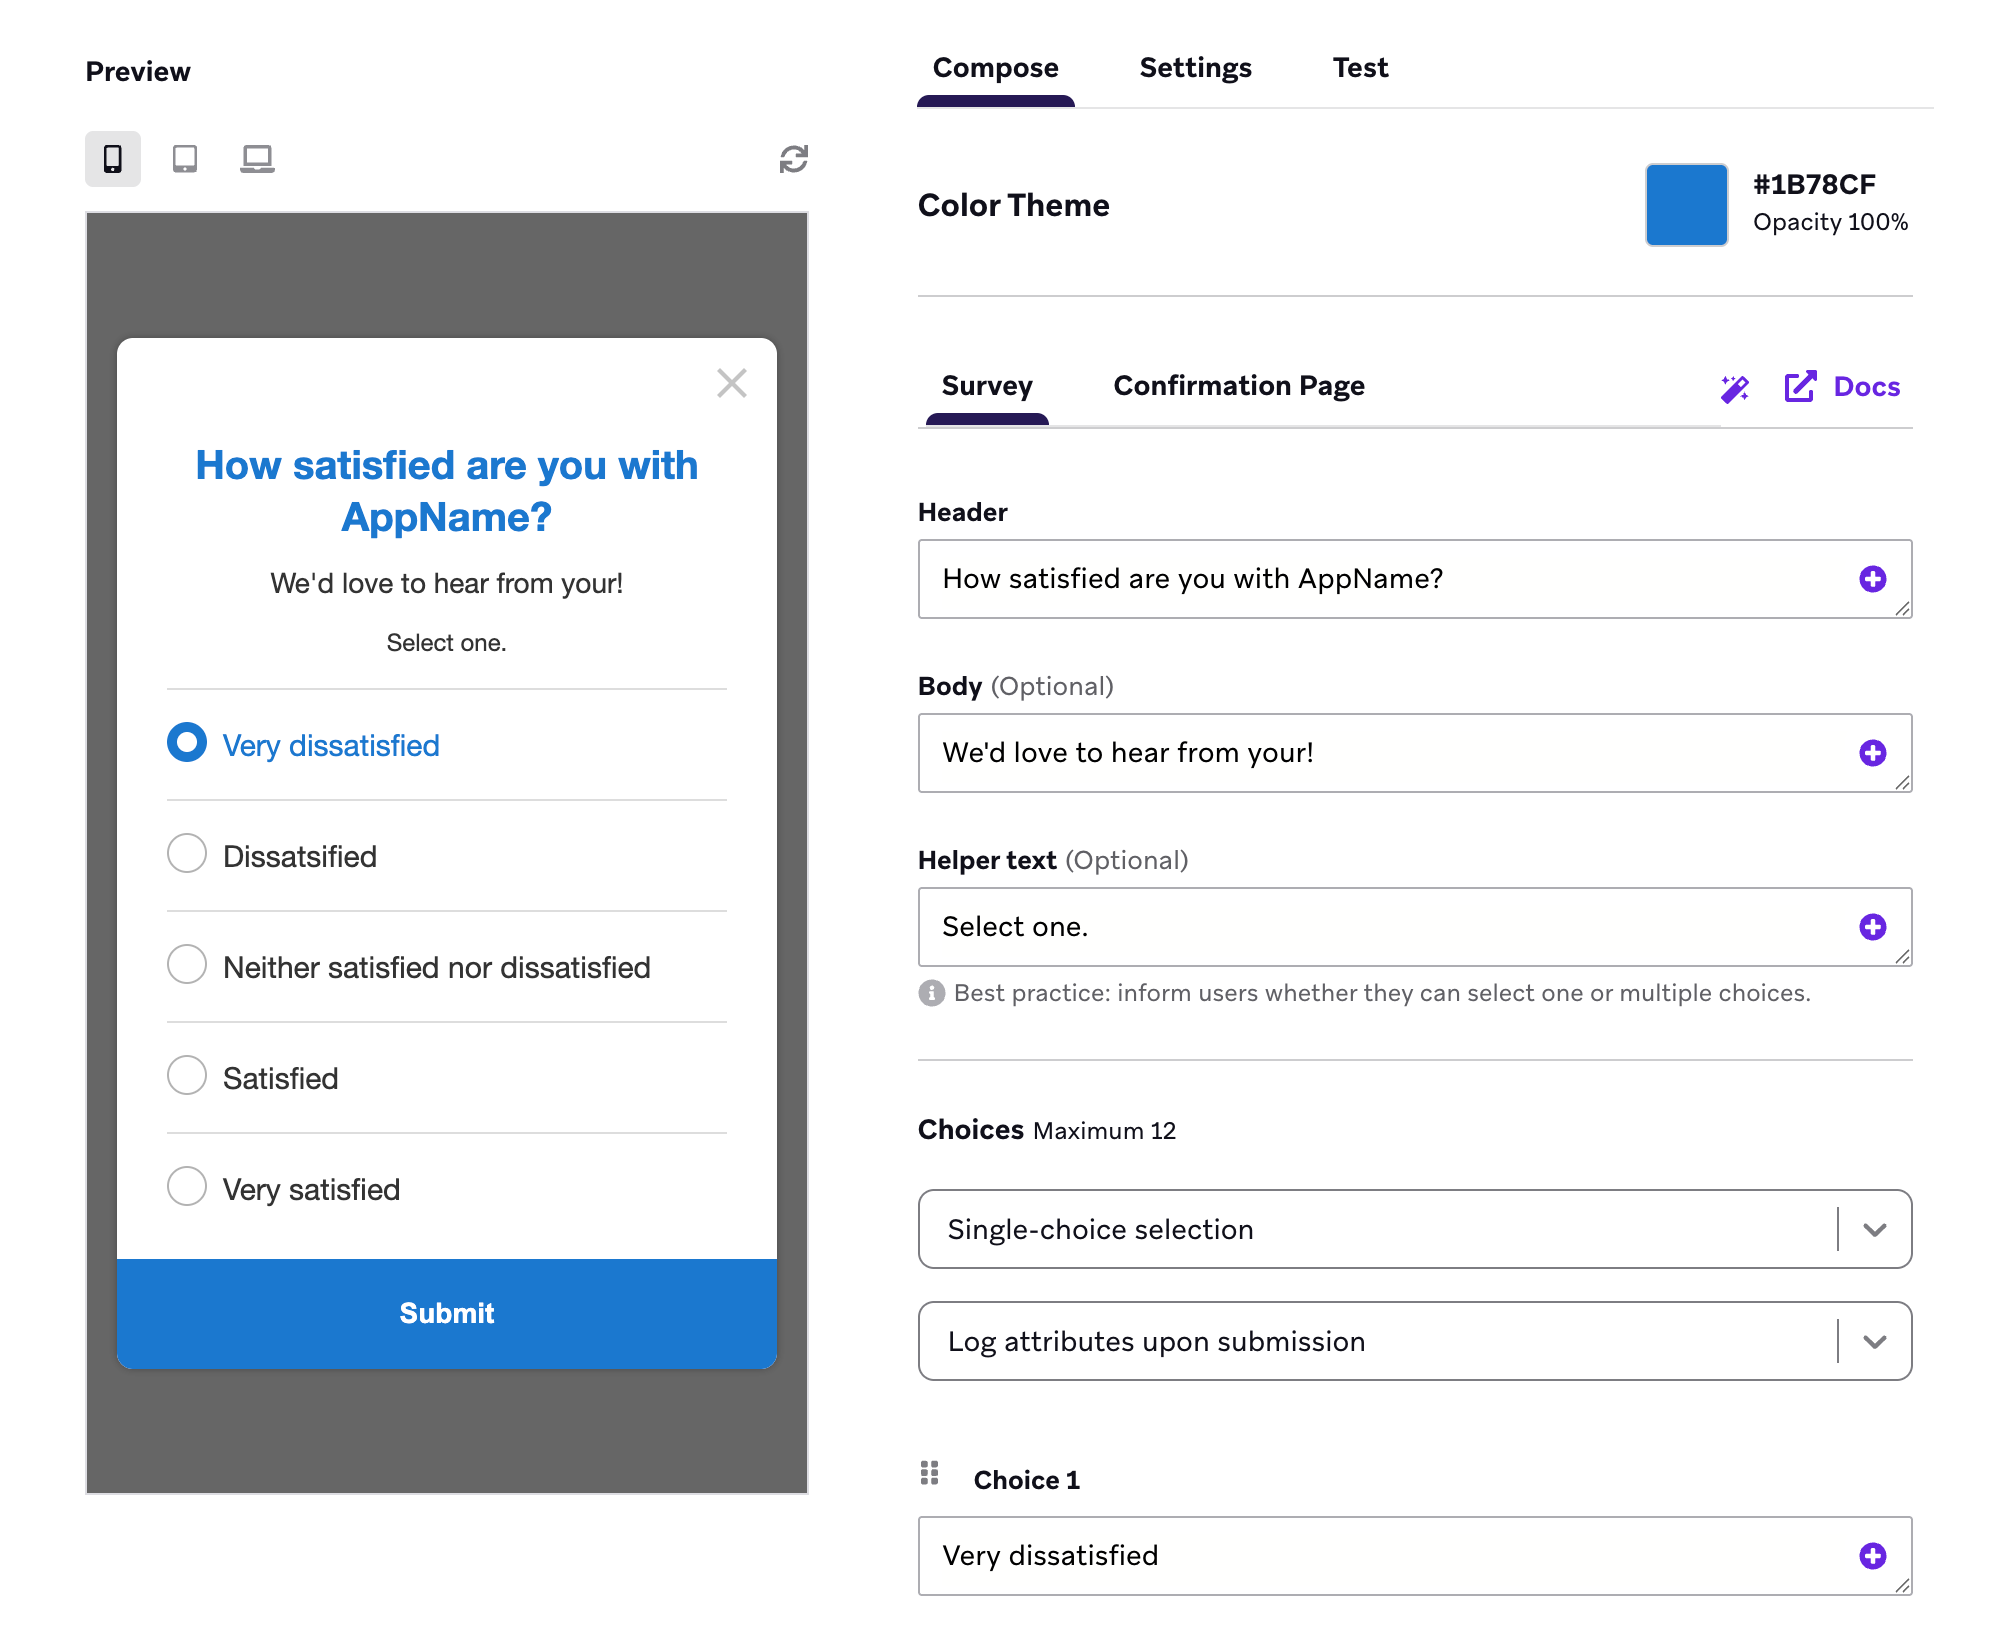 Preview
How satisfied are you with
AppName?
We'd love to hear from your!
Select one.
Very dissatisfied
Dissatsified
Neither satisfied nor dissatisfied
Satisfied
Very satisfied
Submit
Compose Settings Test
Color Theme
#1B78CF
Opacity 100%
Survey Confirmation Page Docs
Header
How satisfied are you with AppName?
Body (Optional)
We'd love to hear from your!
Helper text (Optional)
Select one.
Best practice: inform users whether they can select one or multiple choices.
Choices Maximum 12
Single-choice selection
Log attributes upon submission
Choice 1
Very dissatisfied